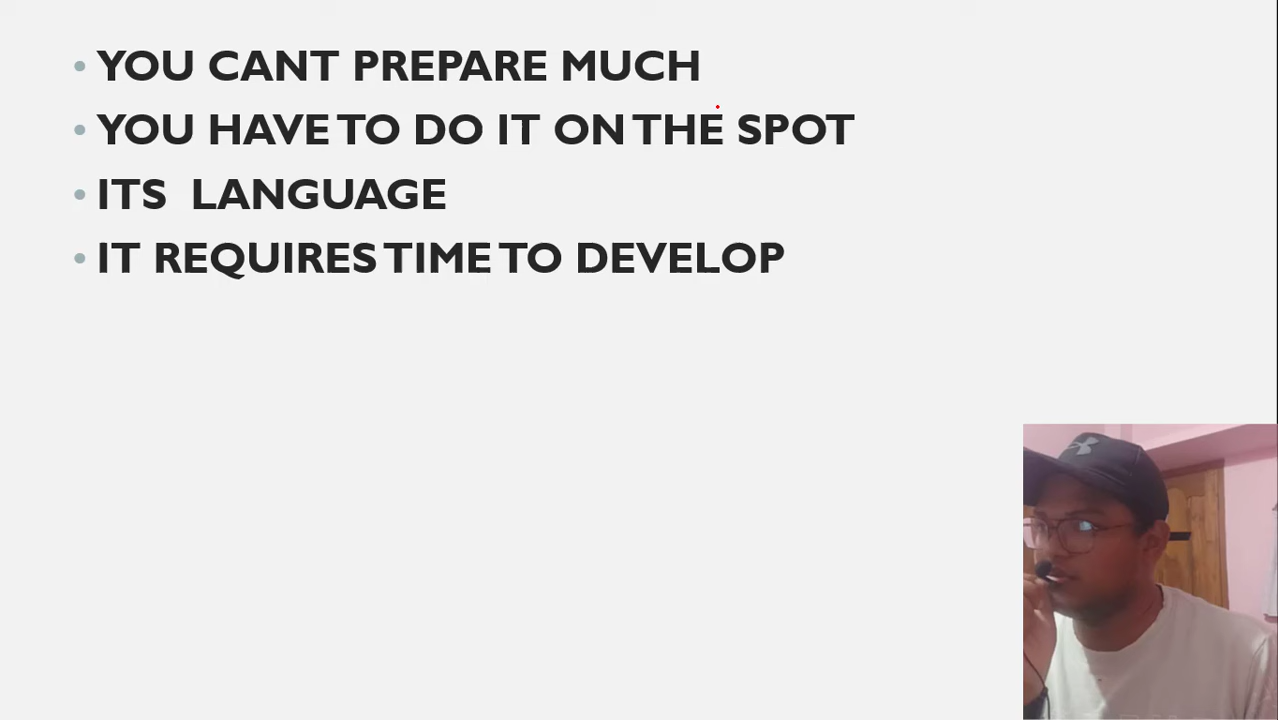 YOU CANT PREPARE MUCH
YOU HAVE TO DO IT ON THE SPOT
ITS LANGUAGE
IT REQUIRES TIME TO DEVELOP